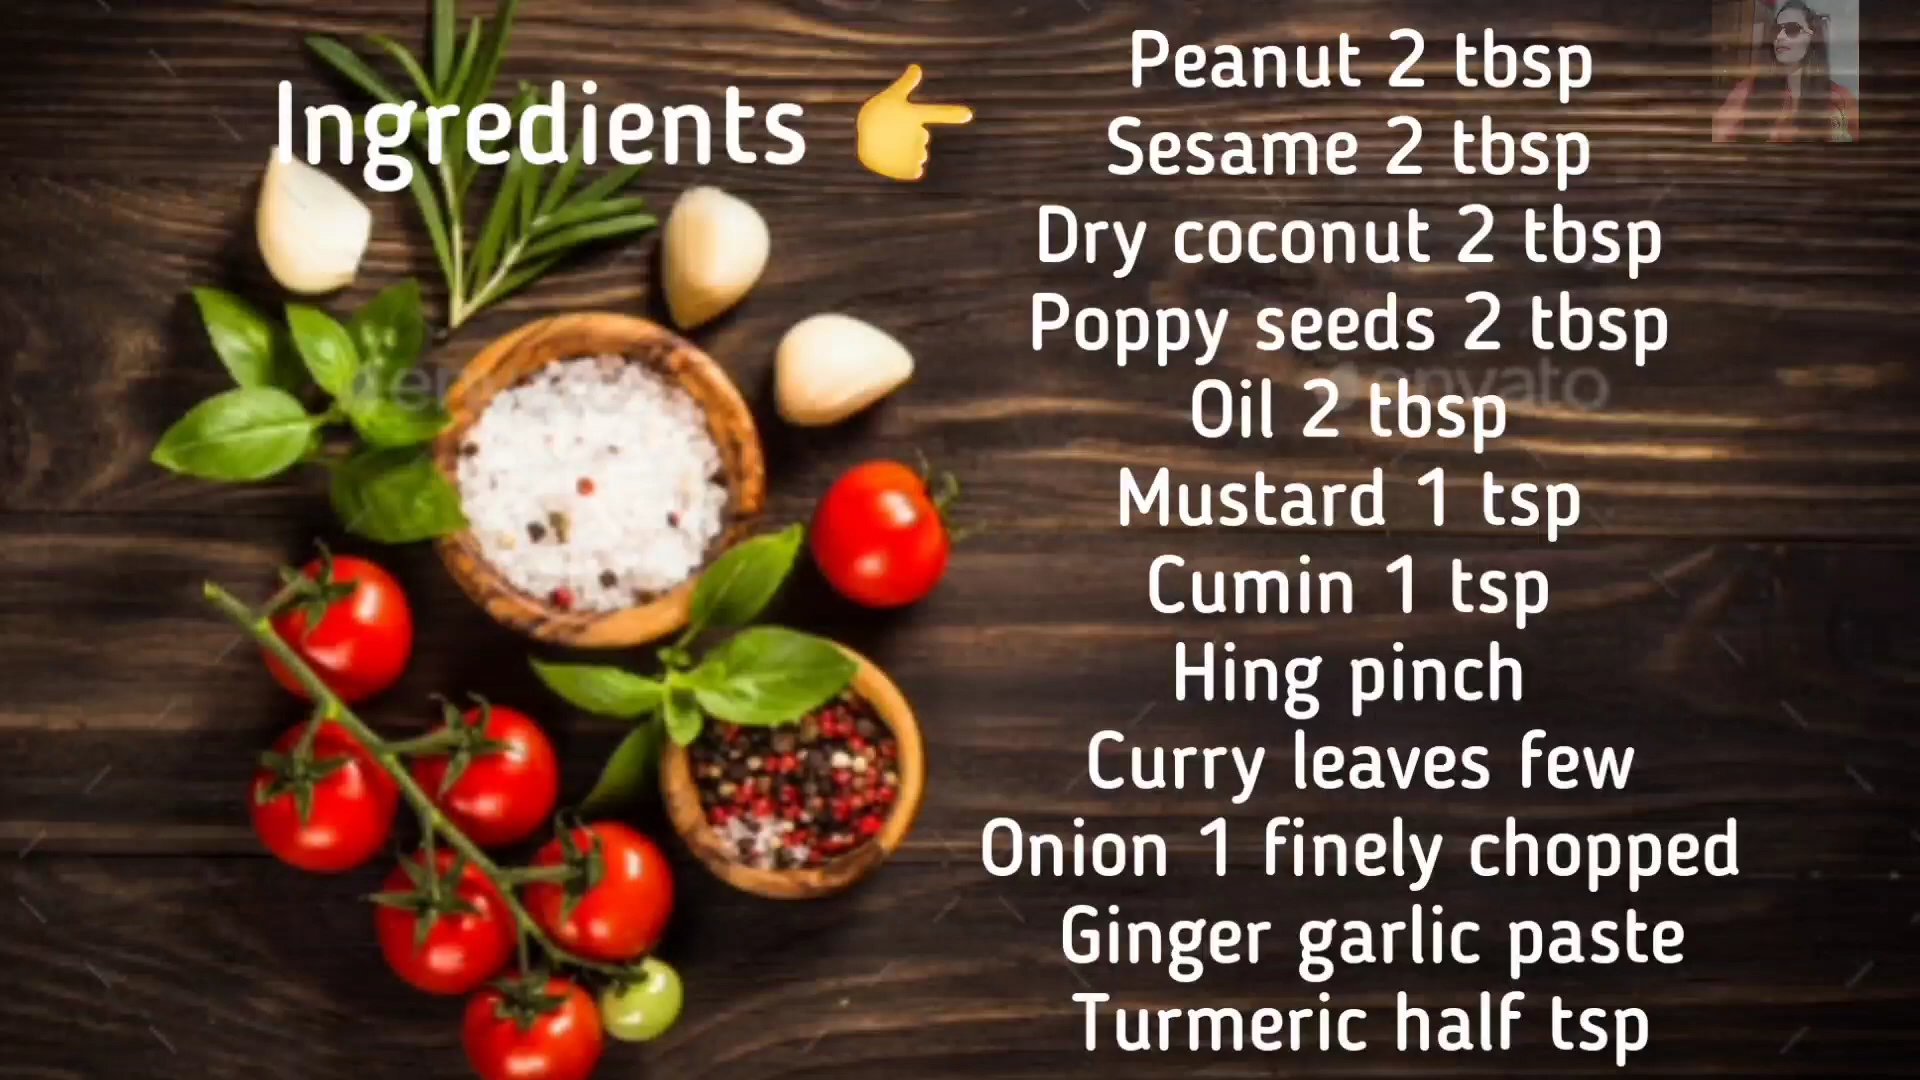 Ingredients 👉
Peanut 2 tbsp
Sesame 2 tbsp
Dry coconut 2 tbsp
Poppy seeds 2 tbsp
envato
Oil 2 tbsp
Mustard 1 tsp
Cumin 1 tsp
Hing pinch
Curry leaves few
Onion 1 finely chopped
Ginger garlic paste
Turmeric half tsp